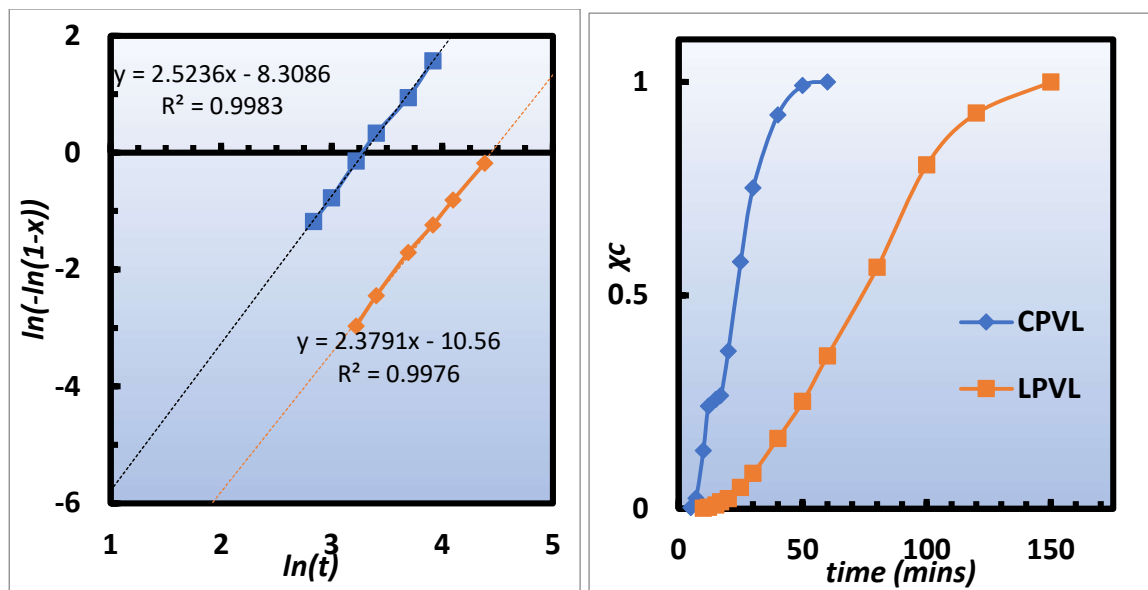 2
y = 2.5236x - 8.3086
R² = 0.9983
0
-2
y = 2.3791x - 10.56
R² = 0.9976
-4
-6
1 2 3 4 5
ln(t)
ln(-ln(1-x))
1
0.5
0
χc
CPVL
LPVL
0 50 100 150
time (mins)